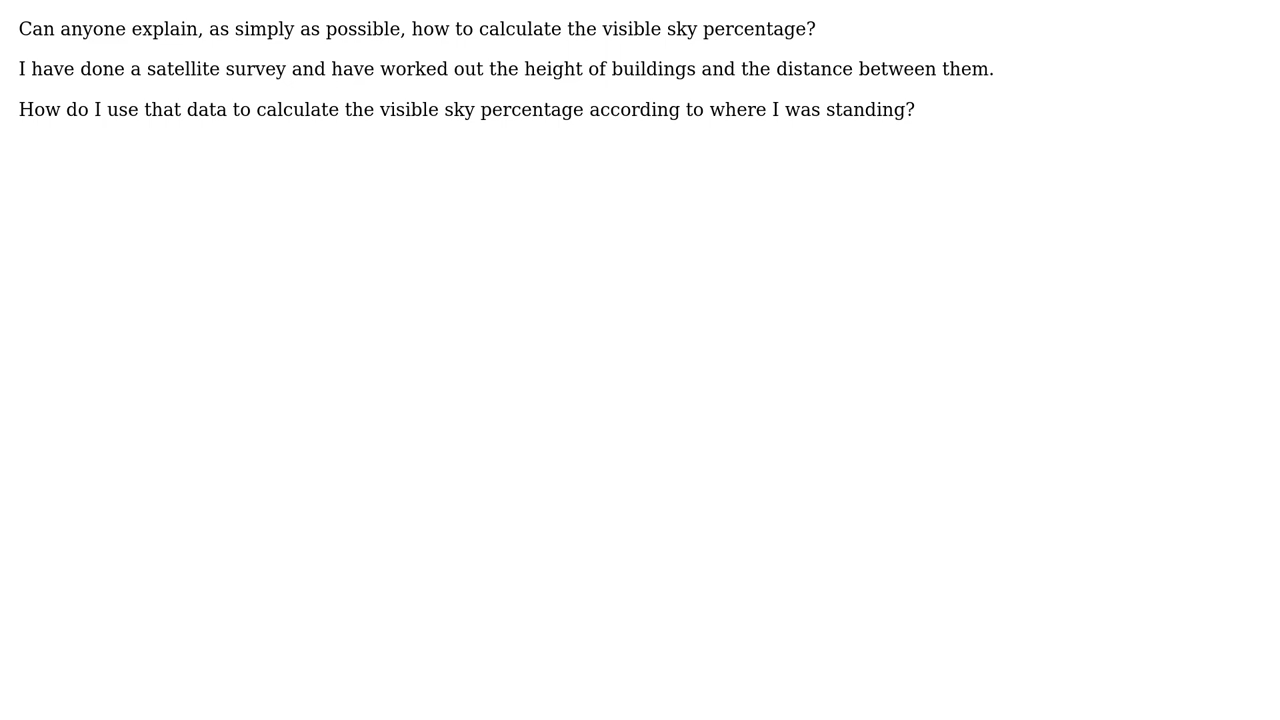 Can anyone explain, as simply as possible, how to calculate the visible sky percentage?
I have done a satellite survey and have worked out the height of buildings and the distance between them.
How do I use that data to calculate the visible sky percentage according to where I was standing?